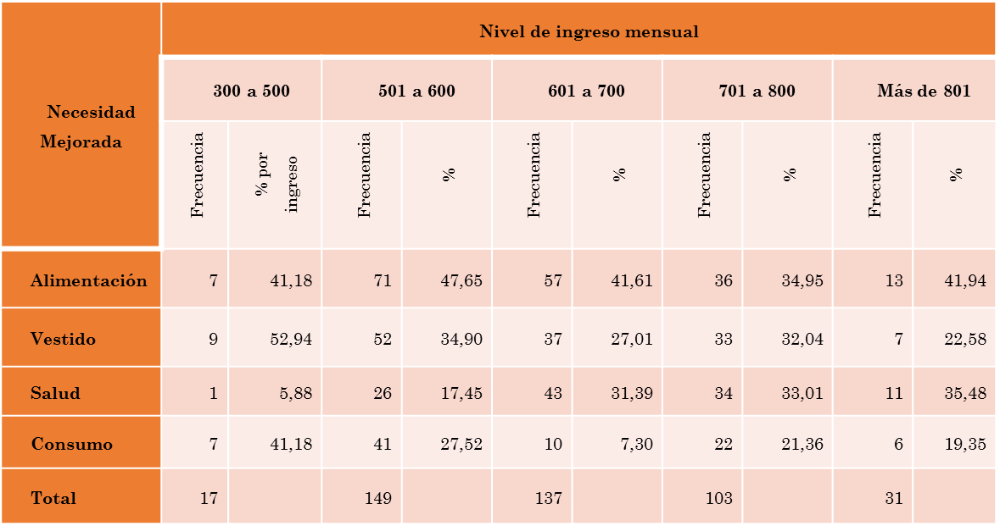 Nivel de ingreso mensual
Necesidad
Mejorada
300 a 500 501 a 600 601 a 700 701 a 800 Más de 801
Frecuencia % por
ingreso Frecuencia % Frecuencia % Frecuencia % Frecuencia %
Alimentación 7 41,18 71 47,65 57 41,61 36 34,95 13 41,94
Vestido 9 52,94 52 34,90 37 27,01 33 32,04 7 22,58
Salud 1 5,88 26 17,45 43 31,39 34 33,01 11 35,48
Consumo 7 41,18 41 27,52 10 7,30 22 21,36 6 19,35
Total 17 149 137 103 31